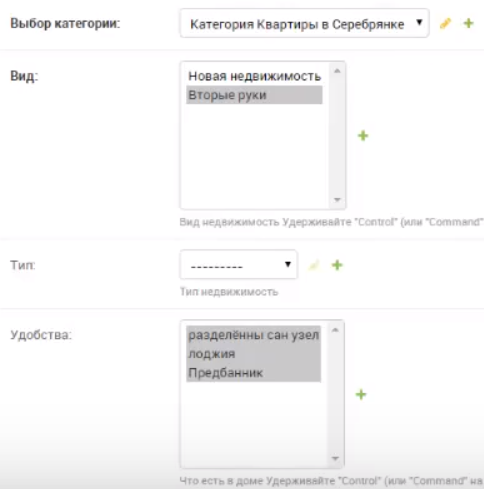 Выбор категории:
Категория Квартиры в Серебрянке
Вид:
Новая недвижимость
Вторые руки
Вид недвижимость Удерживайте "Control" (или "Command"
Тип:
---------
Тип недвижимость
Удобства:
разделённы сан узел
лоджия
Предбанник
Что есть в доме Удерживайте "Control" (или "Command" на